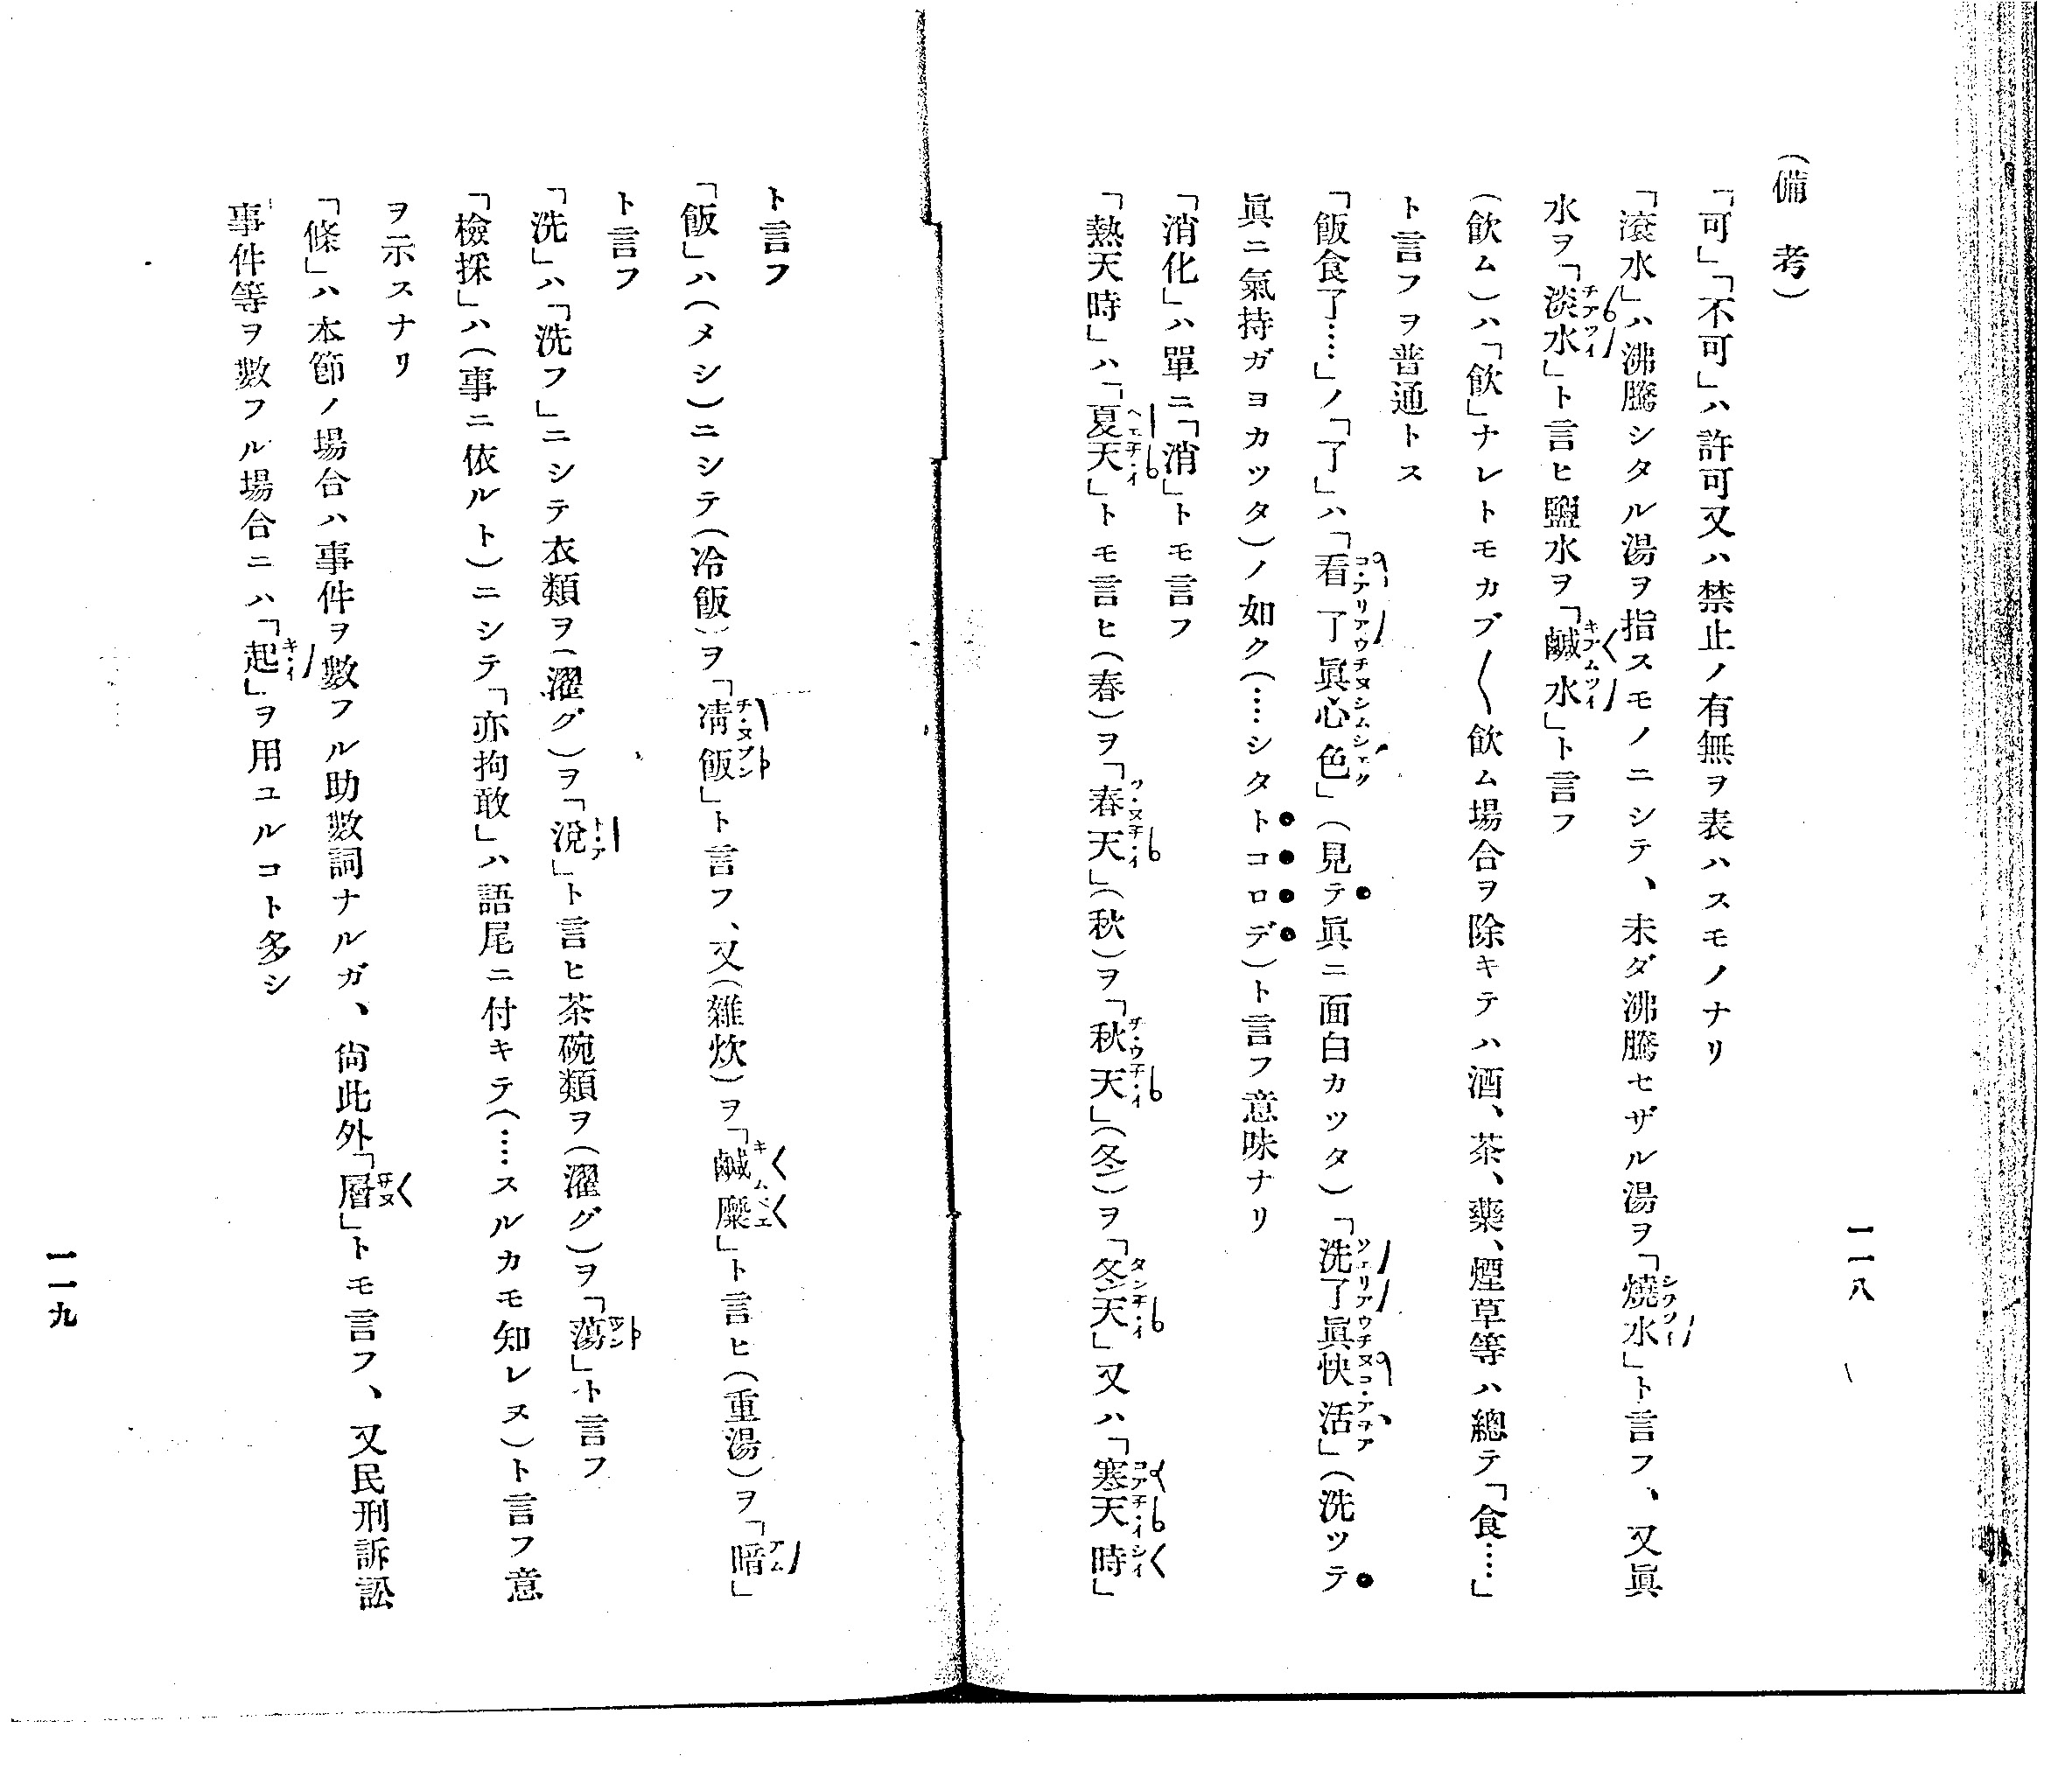 (備考)
「可」「不可」ハ許可又ハ禁止ノ有無ヲ表ハスモノナリ
「滾水」ハ沸騰シタル湯ヲ指スモノニシテ、未ダ沸騰セザル湯ヲ「燒水」ト言フ、又眞
水ヲ「淡水」ト言ヒ鹽水ヲ「鹹水」ト言フ
(飮ム)ハ「飮」ナレトモカブ〱飮ム場合ヲ除キテハ酒、茶、藥、煙草等ハ總テ「食……」
ト言フヲ普通トス
「飯食了……」ノ「了」ハ「看了眞心色」(見テ眞ニ面白カツタ)「洗了眞快活」(洗ツテ
眞ニ氣持ガヨカツタ)ノ如ク(……シタトコロデ)ト言フ意味ナリ
「消化」ハ單ニ「消」トモ言フ
「熱天時」ハ「夏天」トモ言ヒ(春)ヲ「春天」(秋)ヲ「秋天」(冬)ヲ「冬天」又ハ「寒天時」
一一八
ト言フ
「飯」ハ(メシ)ニシテ(冷飯)ヲ「凊飯」ト言フ、又(雜炊)ヲ「鹹糜」ト言ヒ(重湯)ヲ「暗」
ト言フ
「洗」ハ「洗フ」ニシテ衣類ヲ(濯グ)ヲ「涗」ト言ヒ茶碗類ヲ(濯グ)ヲ「蕩」ト言フ
「檢採」ハ(事ニ依ルト)ニシテ「亦拘敢」ハ語尾ニ付キテ(……スルカモ知レヌ)ト言フ意
ヲ示スナリ
「條」ハ本節ノ場合ハ事件ヲ數フル助數詞ナルガ、尙此外「層」トモ言フ、又民刑訴訟
事件等ヲ數フル場合ニハ「起」ヲ用ユルコト多シ
一一九